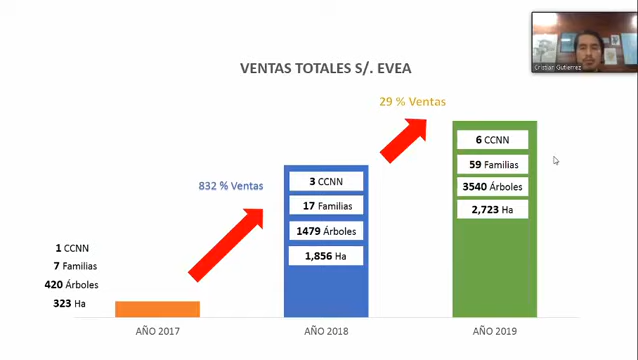 VENTAS TOTALES S/. EVEA
Cristian Gutierrez
29 % Ventas
832 % Ventas
1 CCNN
7 Familias
420 Árboles
323 Ha
3 CCNN
17 Familias
1479 Árboles
1,856 Ha
6 CCNN
59 Familias
3540 Árboles
2,723 Ha
AÑO 2017
AÑO 2018
AÑO 2019